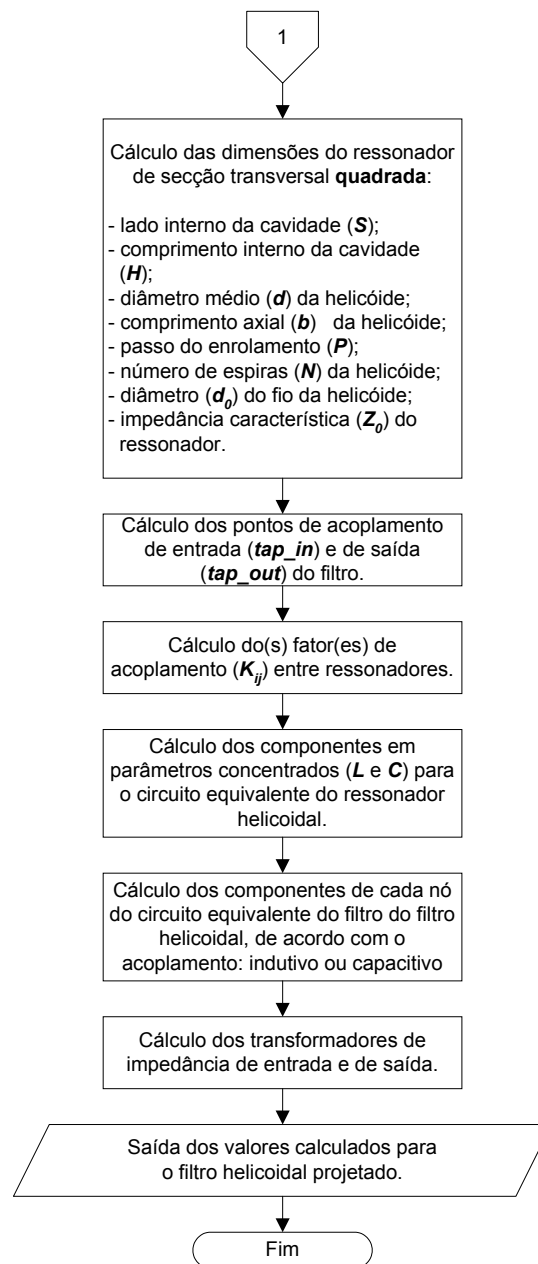 1
Cálculo das dimensões do ressonador
de secção transversal quadrada:
- lado interno da cavidade (S);
- comprimento interno da cavidade
(H);
- diâmetro médio (d) da helicóide;
- comprimento axial (b) da helicóide;
- passo do enrolamento (P);
- número de espiras (N) da helicóide;
- diâmetro (d0) do fio da helicóide;
- impedância característica (Z0) do
ressonador.
Cálculo dos pontos de acoplamento
de entrada (tap_in) e de saída
(tap_out) do filtro.
Cálculo do(s) fator(es) de
acoplamento (Kij) entre ressonadores.
Cálculo dos componentes em
parâmetros concentrados (L e C) para
o circuito equivalente do ressonador
helicoidal.
Cálculo dos componentes de cada nó
do circuito equivalente do filtro do filtro
helicoidal, de acordo com o
acoplamento: indutivo ou capacitivo
Cálculo dos transformadores de
impedância de entrada e de saída.
Saída dos valores calculados para
o filtro helicoidal projetado.
Fim